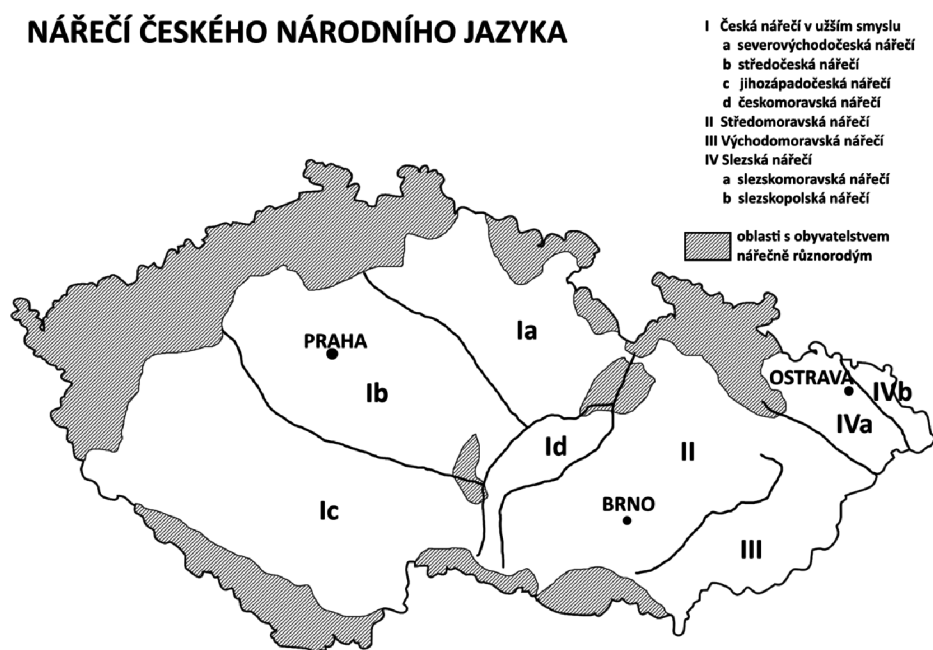 NÁŘEČÍ ČESKÉHO NÁRODNÍHO JAZYKA
I Česká nářečí v užším smyslu
a severovýchodočeská nářečí
b středočeská nářečí
c jihozápadočeská nářečí
d českomoravská nářečí
II Středomoravská nářečí
III Východomoravská nářečí
IV Slezská nářečí
a slezskomoravská nářečí
b slezskopolská nářečí
oblasti s obyvatelstvem
nářečně různorodým
Ia
PRAHA
Ib
OSTRAVA
IVb
IVa
Id
II
Ic
BRNO
III